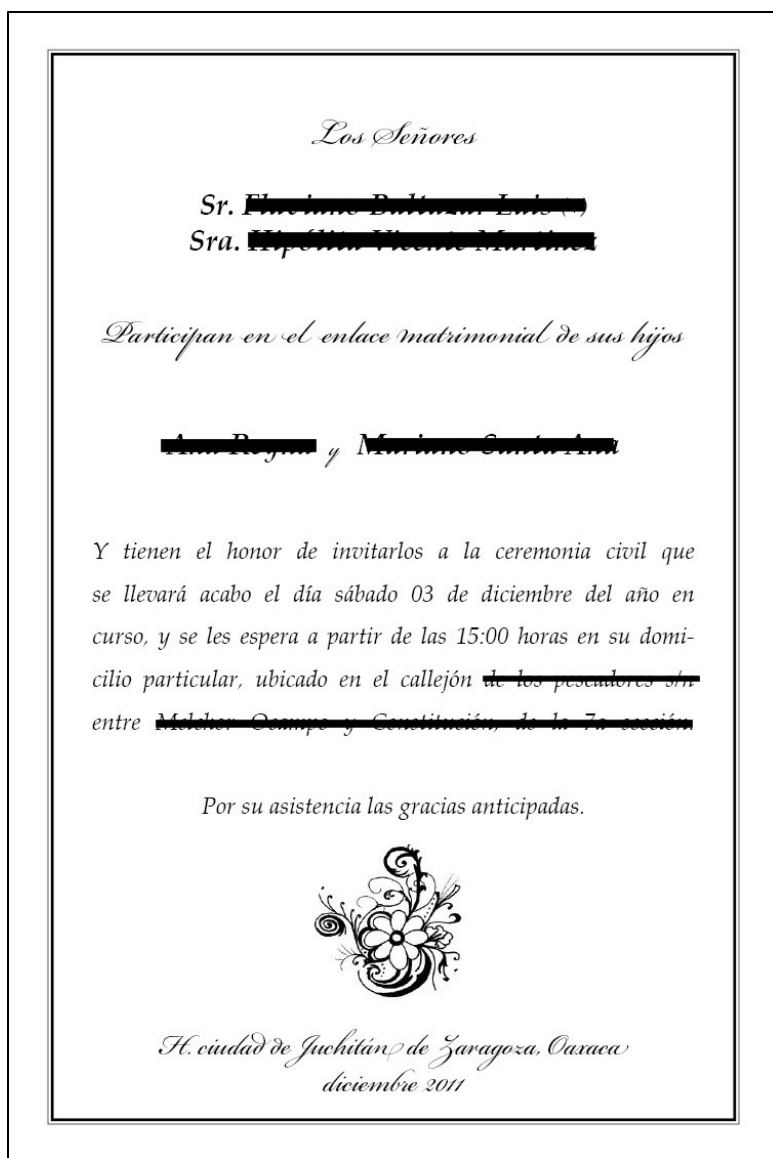 Los Señores
Sr.
Sra.
Participan en el enlace matrimonial de sus hijos
y
Y tienen el honor de invitarlos a la ceremonia civil que
se llevará acabo el día sábado 03 de diciembre del año en
curso, y se les espera a partir de las 15:00 horas en su domi-
cilio particular, ubicado en el callejón
entre
Por su asistencia las gracias anticipadas.
H. ciudad de Juchitán de Zaragoza, Oaxaca
diciembre 2011